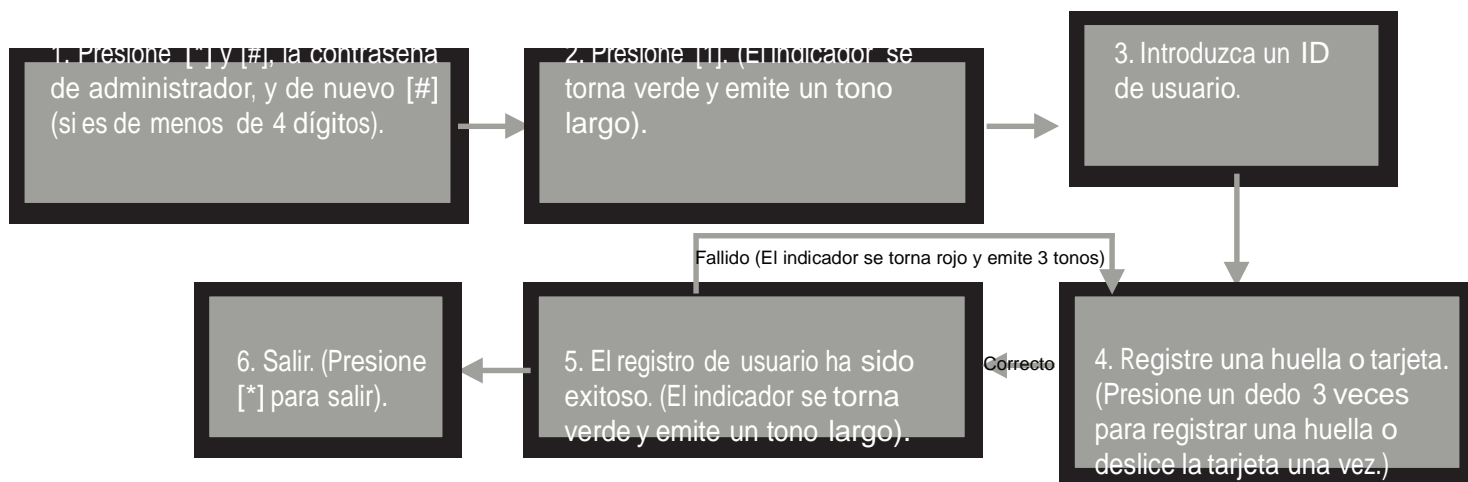 1. Presione [*] y [#], la contraseña
de administrador, y de nuevo [#]
(si es de menos de 4 dígitos).
2. Presione [1]. (El indicador se
torna verde y emite un tono
largo).
3. Introduzca un ID
de usuario.
Fallido (El indicador se torna rojo y emite 3 tonos)
4. Registre una huella o tarjeta.
(Presione un dedo 3 veces
para registrar una huella o
deslice la tarjeta una vez.)
Correcto
5. El registro de usuario ha sido
exitoso. (El indicador se torna
verde y emite un tono largo).
6. Salir. (Presione
[*] para salir).